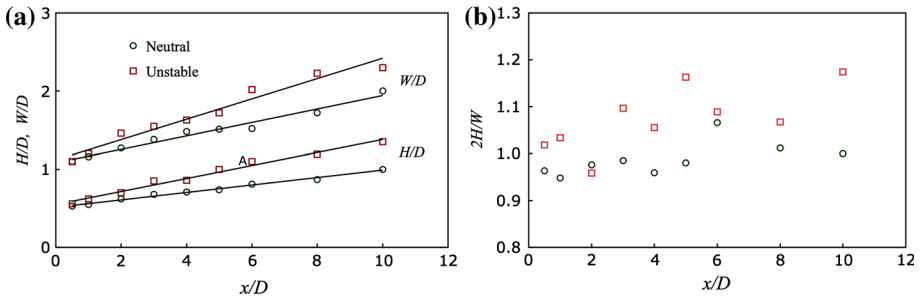 (a)
3
2
1
0
H/D, W/D
Neutral
Unstable
W/D
H/D
A
0 2 4 6 8 10 12
x/D
(b)
1.3
1.2
1.1
1.0
0.9
0.8
2H/W
0 2 4 6 8 10 12
x/D